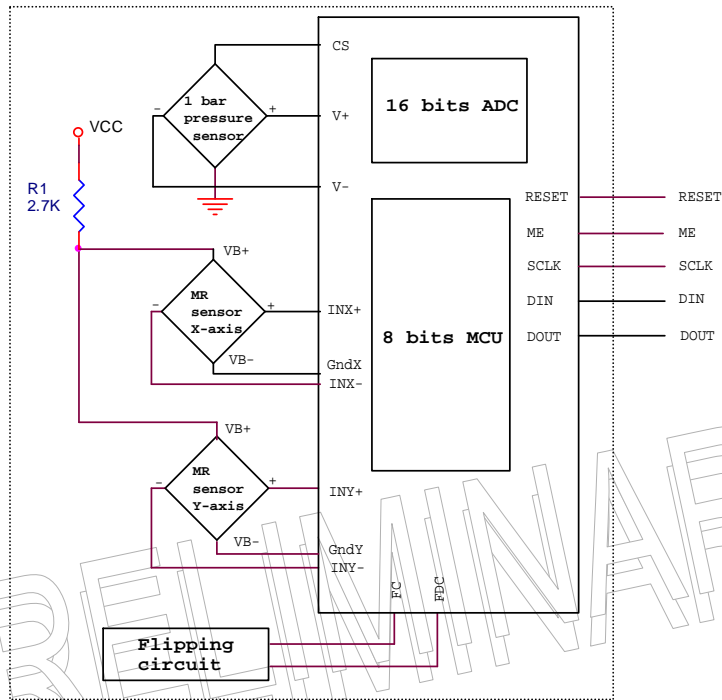 CS
1 bar
pressure
sensor
-
+
V+
V-
16 bits ADC
VCC
R1
2.7K
RESET
RESET
ME
ME
SCLK
SCLK
DIN
DIN
DOUT
DOUT
VB+
-
MR
sensor
X-axis
+
INX+
8 bits MCU
VB-
GndX
INX-
VB+
-
MR
sensor
Y-axis
+
INY+
VB-
GndY
INY-
FC
FDC
Flipping
circuit
PRELIMINAR